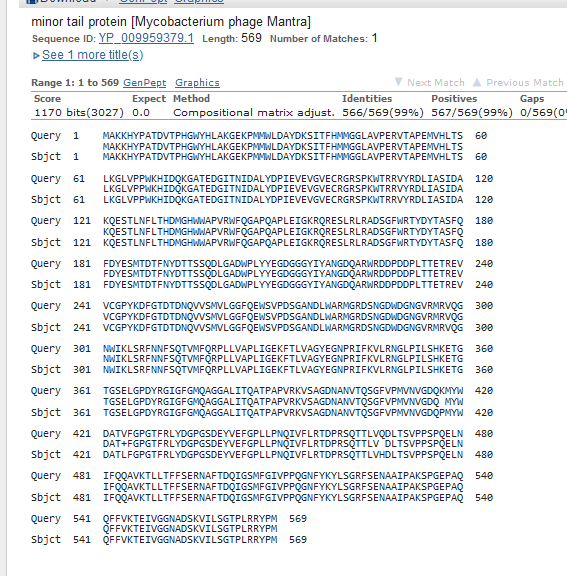 Download GenPept Graphics
minor tail protein [Mycobacterium phage Mantra]
Sequence ID: YP_009959379.1 Length: 569 Number of Matches: 1
See 1 more title(s)
Range 1: 1 to 569 GenPept Graphics Next Match Previous Match
Score Expect Method Identities Positives Gaps
1170 bits(3027) 0.0 Compositional matrix adjust. 566/569(99%) 567/569(99%) 0/569(0%
Query 1 MAKKHYPATDVTPHGWYHLAKGEKPMMWLDAYDKSITFHMMGGLAVPERVTAPEMVHLTS 60
MAKKHYPATDVTPHGWYHLAKGEKPMMWLDAYDKSITFHMMGGLAVPERVTAPEMVHLTS
Sbjct 1 MAKKHYPATDVTPHGWYHLAKGEKPMMWLDAYDKSITFHMMGGLAVPERVTAPEMVHLTS 60
Query 61 LKGLVPPWKHIDQKGATEDGITNIDALYDPIEVEVGVECRGRSPKWTRRVYRDLIASIDA 120
LKGLVPPWKHIDQKGATEDGITNIDALYDPIEVEVGVECRGRSPKWTRRVYRDLIASIDA
Sbjct 61 LKGLVPPWKHIDQKGATEDGITNIDALYDPIEVEVGVECRGRSPKWTRRVYRDLIASIDA 120
Query 121 KQESTLNFLTHDMGHWWAPVRWFQGAPQAPLEIGKRQRESLRLRADSGFWRTYDYTASFQ 180
KQESTLNFLTHDMGHWWAPVRWFQGAPQAPLEIGKRQRESLRLRADSGFWRTYDYTASFQ
Sbjct 121 KQESTLNFLTHDMGHWWAPVRWFQGAPQAPLEIGKRQRESLRLRADSGFWRTYDYTASFQ 180
Query 181 FDYESMTDTFNYDTTSSQDLGADWPLYYEGDGGGYIYANGDQARWRDDPDDPLTTETREV 240
FDYESMTDTFNYDTTSSQDLGADWPLYYEGDGGGYIYANGDQARWRDDPDDPLTTETREV
Sbjct 181 FDYESMTDTFNYDTTSSQDLGADWPLYYEGDGGGYIYANGDQARWRDDPDDPLTTETREV 240
Query 241 VCGPYKDFGTDTDNQVVSMVLGGFQEWSVPDSGANDLWARMGRDSNGDWDGNGVRMRVQG 300
VCGPYKDFGTDTDNQVVSMVLGGFQEWSVPDSGANDLWARMGRDSNGDWDGNGVRMRVQG
Sbjct 241 VCGPYKDFGTDTDNQVVSMVLGGFQEWSVPDSGANDLWARMGRDSNGDWDGNGVRMRVQG 300
Query 301 NWIKLSRFNNFSQTVMFQRPLLVAPLIGEKFTLVAGYEGNPRIFKVLRNGLPILSHKETG 360
NWIKLSRFNNFSQTVMFQRPLLVAPLIGEKFTLVAGYEGNPRIFKVLRNGLPILSHKETG
Sbjct 301 NWIKLSRFNNFSQTVMFQRPLLVAPLIGEKFTLVAGYEGNPRIFKVLRNGLPILSHKETG 360
Query 361 TGSELGPDYRGIGFGMQAGGALITQATPAPVRKVSAGDNANVTQSGFVPMVNVGDQKMYW 420
TGSELGPDYRGIGFGMQAGGALITQATPAPVRKVSAGDNANVTQSGFVPMVNVGDQ MYW
Sbjct 361 TGSELGPDYRGIGFGMQAGGALITQATPAPVRKVSAGDNANVTQSGFVPMVNVGDQPMYW 420
Query 421 DATVFGPGTFRLYDGPGSDEYVEFGPLLPNQIVFLRTDPRSQTTLVQDLTSVPPSPQELN 480
DAT+FGPGTFRLYDGPGSDEYVEFGPLLPNQIVFLRTDPRSQTTLV DLTSVPPSPQELN
Sbjct 421 DATLFGPGTFRLYDGPGSDEYVEFGPLLPNQIVFLRTDPRSQTTLVHDLTSVPPSPQELN 480
Query 481 IFQQAVKTLLTFFSERNAFTDQIGSMFGIVPPQGNFYKYLSGRFSENAAIPAKSPGEPAQ 540
IFQQAVKTLLTFFSERNAFTDQIGSMFGIVPPQGNFYKYLSGRFSENAAIPAKSPGEPAQ
Sbjct 481 IFQQAVKTLLTFFSERNAFTDQIGSMFGIVPPQGNFYKYLSGRFSENAAIPAKSPGEPAQ 540
Query 541 QFFVKTEIVGGNADSKVILSGTPLRRYPM 569
QFFVKTEIVGGNADSKVILSGTPLRRYPM
Sbjct 541 QFFVKTEIVGGNADSKVILSGTPLRRYPM 569